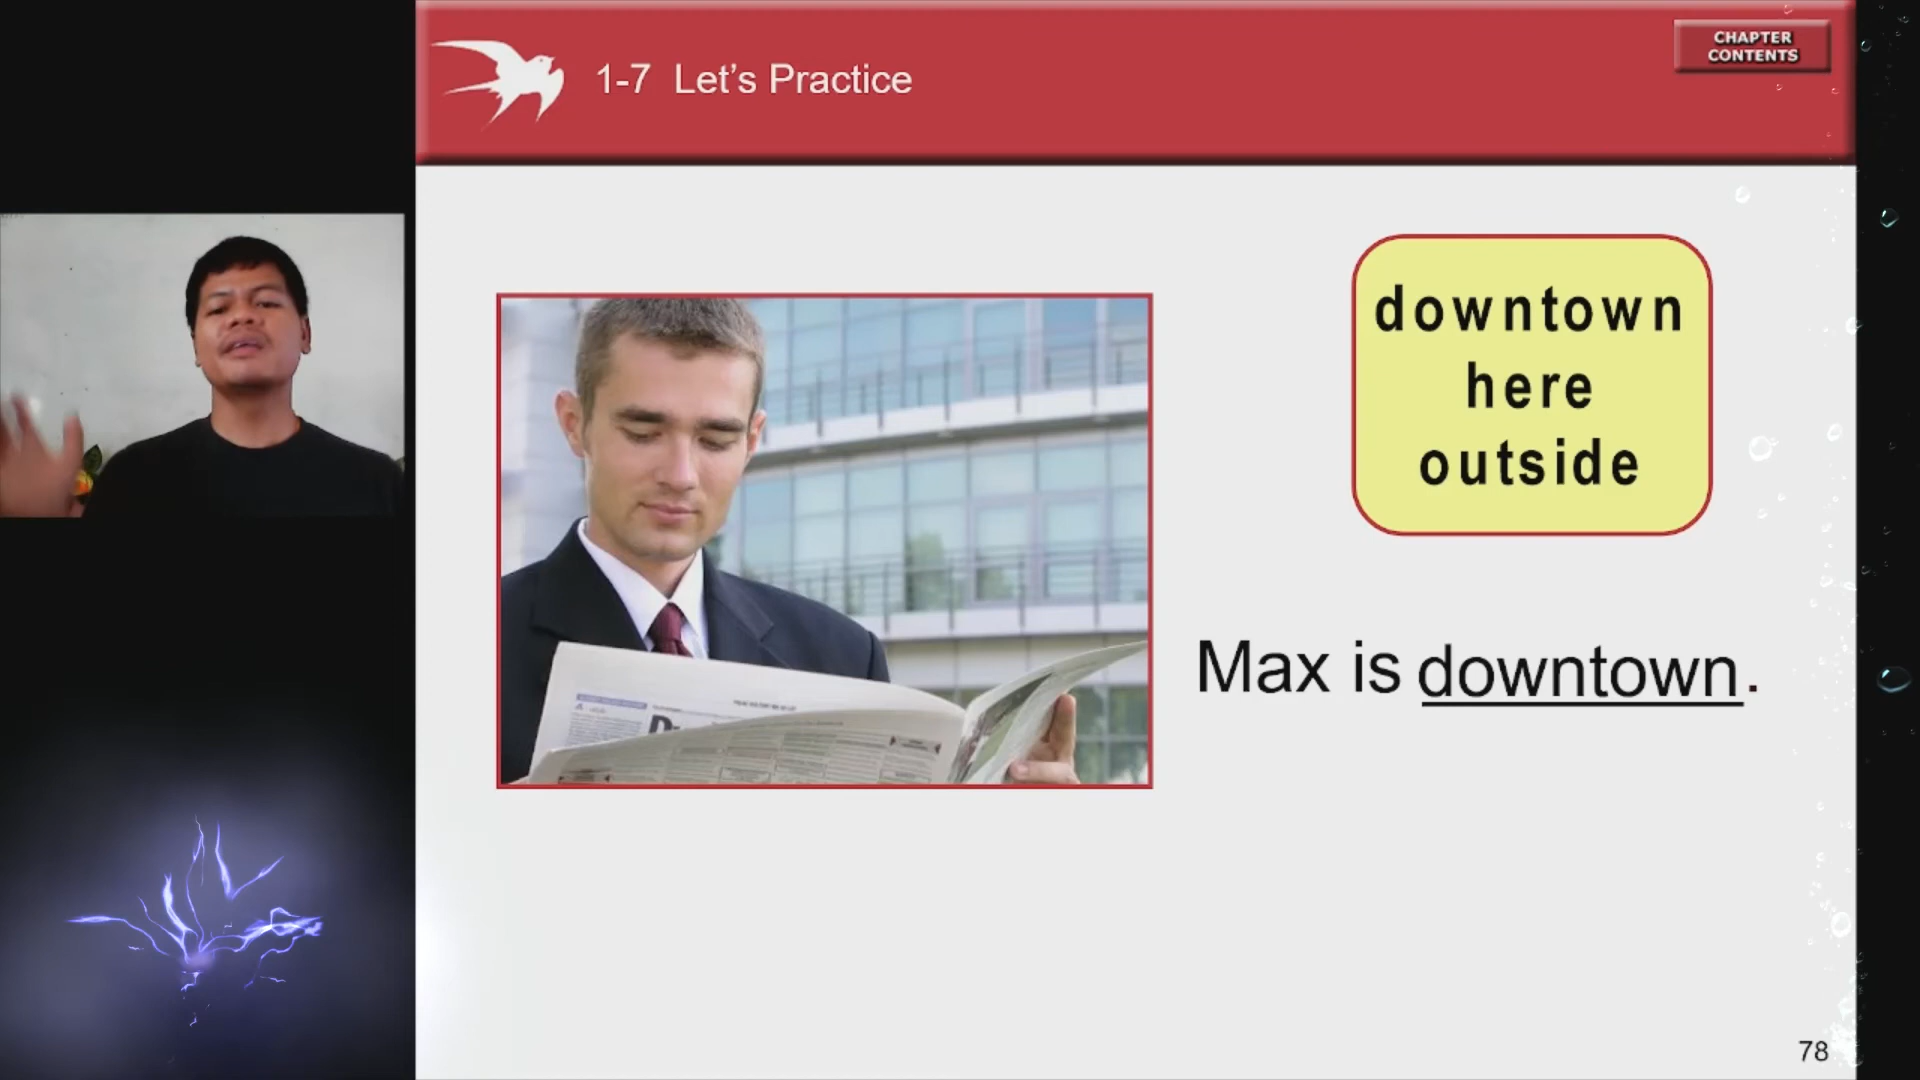 1-7 Let's Practice
CHAPTER
CONTENTS
downtown
here
outside
Max is downtown.
78